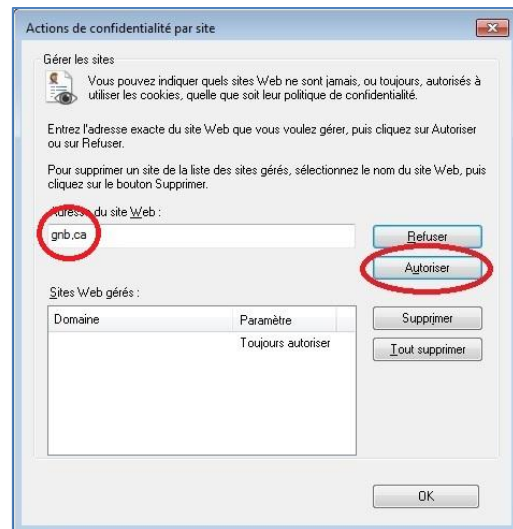 Actions de confidentialité par site
Gérer les sites
Vous pouvez indiquer quels sites Web ne sont jamais, ou toujours, autorisés à
utiliser les cookies, quelle que soit leur politique de confidentialité.
Entrez l'adresse exacte du site Web que vous voulez gérer, puis cliquez sur Autoriser
ou sur Refuser.
Pour supprimer un site de la liste des sites gérés, sélectionnez le nom du site Web, puis
cliquez sur le bouton Supprimer.
Adresse du site Web :
gnb,ca
Refuser
Autoriser
Sites Web gérés :
Domaine Paramètre
Toujours autoriser
Supprimer
Tout supprimer
OK